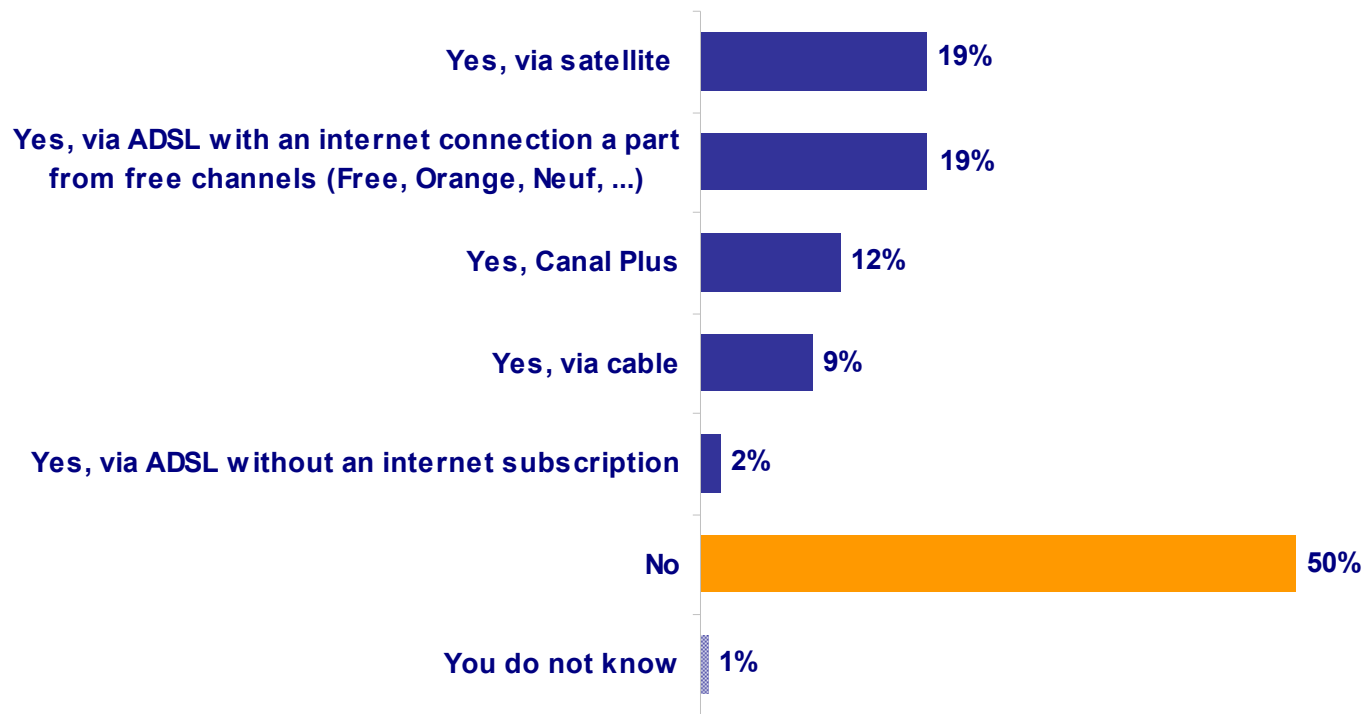 Yes, via satellite 19%
Yes, via ADSL with an internet connection a part
from free channels (Free, Orange, Neuf, ...) 19%
Yes, Canal Plus 12%
Yes, via cable 9%
Yes, via ADSL without an internet subscription 2%
No 50%
You do not know 1%